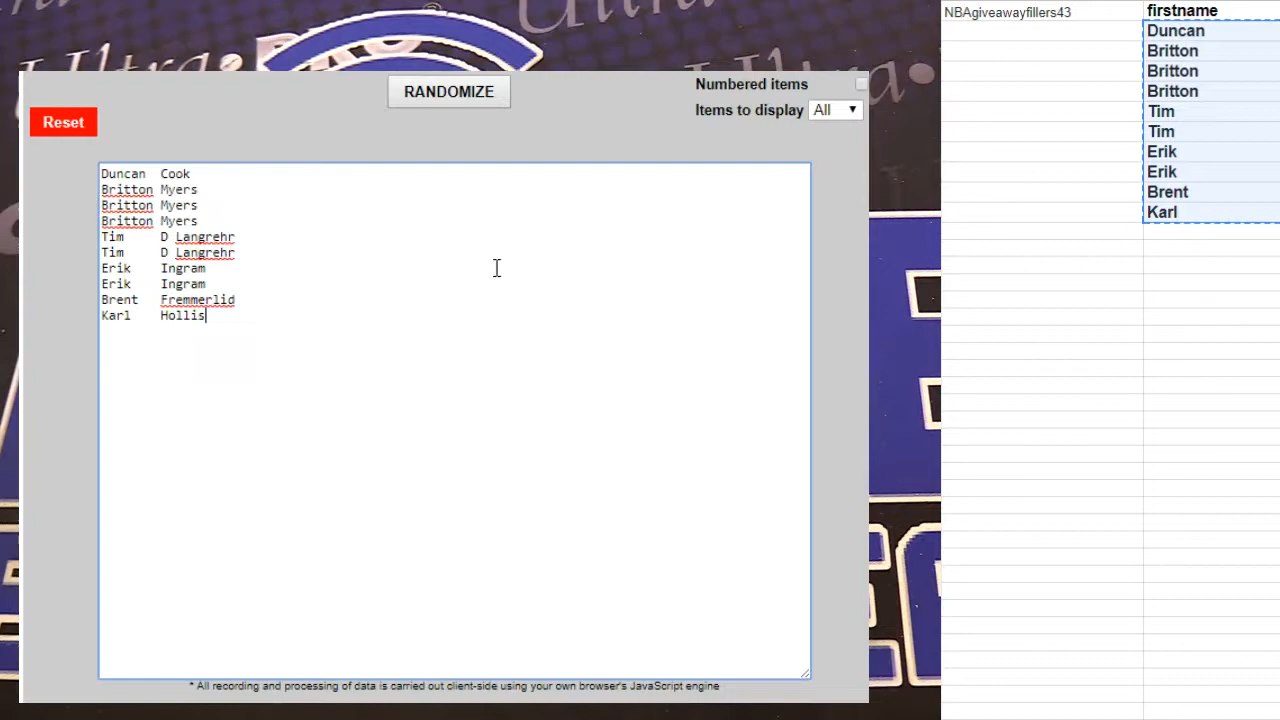 NBAgiveawayfillers43
firstname
Duncan
Britton
Britton
Britton
Tim
Tim
Erik
Erik
Brent
Karl
RANDOMIZE
Numbered items
Items to display All
Reset
Duncan Cook
Britton Myers
Britton Myers
Britton Myers
Tim D Langrehr
Tim D Langrehr
Erik Ingram
Erik Ingram
Brent Fremmerlid
Karl Hollis
* All recording and processing of data is carried out client-side using your own browser's JavaScript engine